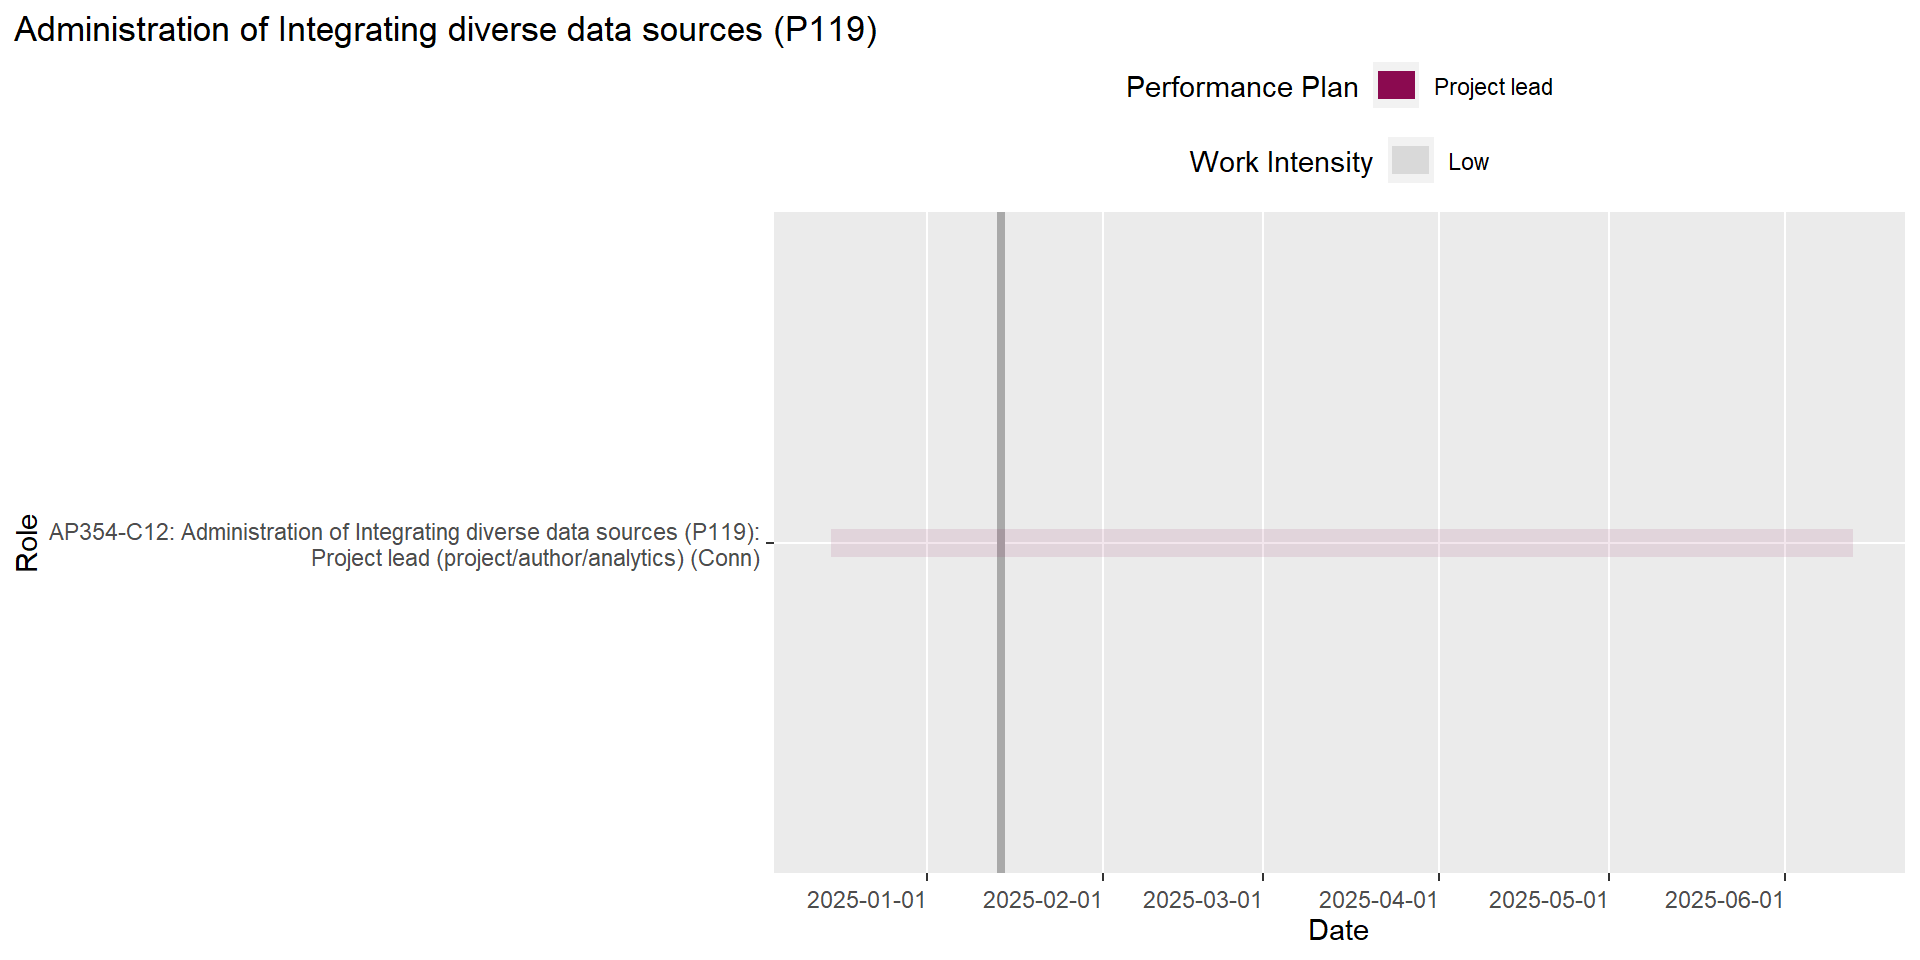 Administration of Integrating diverse data sources (P119)
Performance Plan
Project lead
Work Intensity
Low
Role
AP354-C12: Administration of Integrating diverse data sources (P119):
Project lead (project/author/analytics) (Conn)
2025-01-01
2025-02-01
2025-03-01
2025-04-01
2025-05-01
2025-06-01
Date